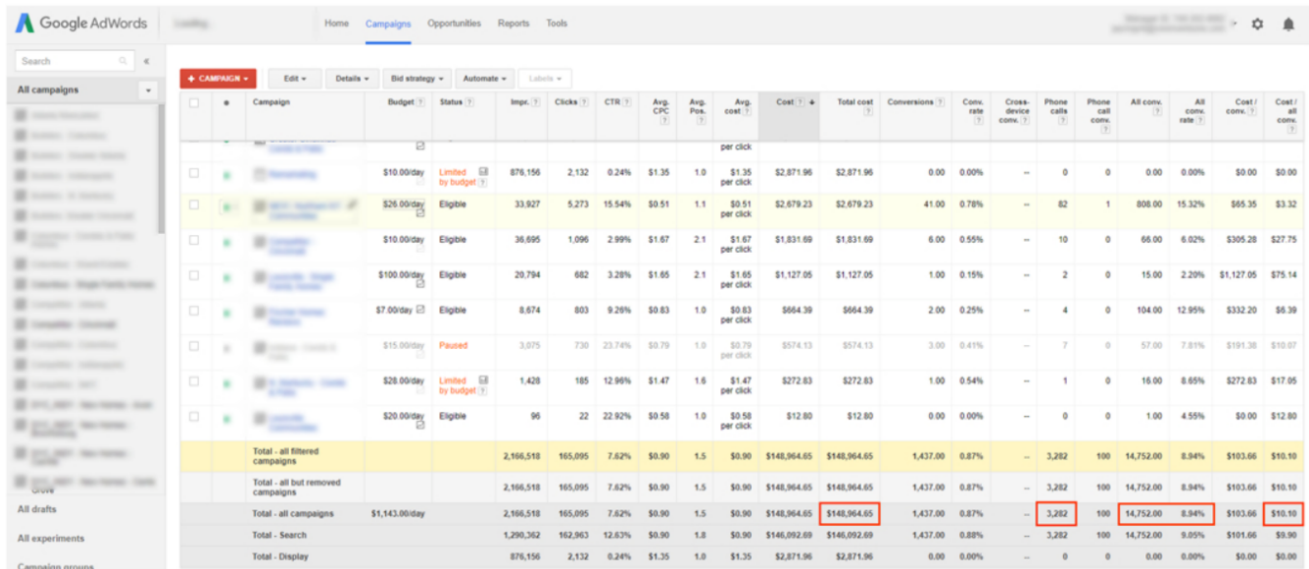 Google AdWords Home Campaigns Opportunities Reports Tools
Search «
All campaigns
+ CAMPAIGN Edit Details Bid strategy Automate Labels
Campaign Budget ? Status ? Impr. ? Clicks ? CTR ? Avg. CPC ? Avg. Pos. ? Avg. cost ? Cost ? Total cost ? Conversions ? Conv. rate ? Cross-device conv. ? Phone calls ? Phone call conv. ? All conv. ? All conv. rate ? Cost / conv. ? Cost / all conv. ?
per click
$10.00/day Limited by budget ? 876,156 2,132 0.24% $1.35 1.0 $1.35 per click $2,871.96 $2,871.96 0.00 0.00% -- 0 0 0.00 0.00% $0.00 $0.00
$26.00/day Eligible 33,927 5,273 15.54% $0.51 1.1 $0.51 per click $2,679.23 $2,679.23 41.00 0.78% -- 82 1 808.00 15.32% $65.35 $3.32
$10.00/day Eligible 36,695 1,096 2.99% $1.67 2.1 $1.67 per click $1,831.69 $1,831.69 6.00 0.55% -- 10 0 66.00 6.02% $305.28 $27.75
$100.00/day Eligible 20,794 682 3.28% $1.65 2.1 $1.65 per click $1,127.05 $1,127.05 1.00 0.15% -- 2 0 15.00 2.20% $1,127.05 $75.14
$7.00/day Eligible 8,674 803 9.26% $0.83 1.0 $0.83 per click $664.39 $664.39 2.00 0.25% -- 4 0 104.00 12.95% $332.20 $6.39
$15.00/day Paused 3,075 730 23.74% $0.79 1.0 $0.79 per click $574.13 $574.13 3.00 0.41% -- 7 0 57.00 7.81% $191.38 $10.07
$28.00/day Limited by budget ? 1,428 185 12.96% $1.47 1.6 $1.47 per click $272.83 $272.83 1.00 0.54% -- 1 0 16.00 8.65% $272.83 $17.05
$20.00/day Eligible 96 22 22.92% $0.58 1.0 $0.58 per click $12.80 $12.80 0.00 0.00% -- 0 0 1.00 4.55% $0.00 $12.80
Total - all filtered campaigns 2,166,518 165,095 7.62% $0.90 1.5 $0.90 $148,964.65 $148,964.65 1,437.00 0.87% -- 3,282 100 14,752.00 8.94% $103.66 $10.10
Total - all but removed campaigns 2,166,518 165,095 7.62% $0.90 1.5 $0.90 $148,964.65 $148,964.65 1,437.00 0.87% -- 3,282 100 14,752.00 8.94% $103.66 $10.10
Total - all campaigns $1,143.00/day 2,166,518 165,095 7.62% $0.90 1.5 $0.90 $148,964.65 $148,964.65 1,437.00 0.87% -- 3,282 100 14,752.00 8.94% $103.66 $10.10
Total - Search 1,290,362 162,963 12.63% $0.90 1.8 $0.90 $146,092.69 $146,092.69 1,437.00 0.88% -- 3,282 100 14,752.00 9.05% $101.66 $9.90
Total - Display 876,156 2,132 0.24% $1.35 1.0 $1.35 $2,871.96 $2,871.96 0.00 0.00% -- 0 0 0.00 0.00% $0.00 $0.00
Grove
All drafts
All experiments
Campaign groups